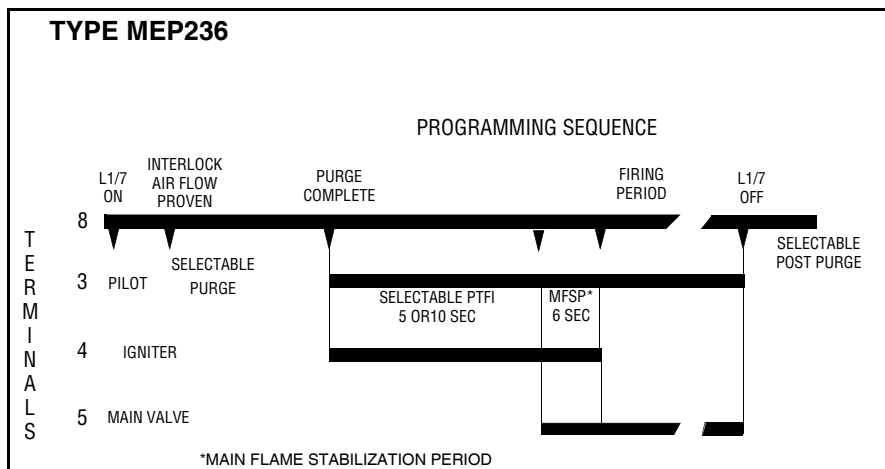 TYPE MEP236
PROGRAMMING SEQUENCE
L1/7
ON
INTERLOCK
AIR FLOW
PROVEN
PURGE
COMPLETE
FIRING
PERIOD
L1/7
OFF
TERMINALS
8
SELECTABLE
POST PURGE
3 PILOT
SELECTABLE
PURGE
SELECTABLE PTFI
5 OR10 SEC
MFSP*
6 SEC
4 IGNITER
5 MAIN VALVE
*MAIN FLAME STABILIZATION PERIOD